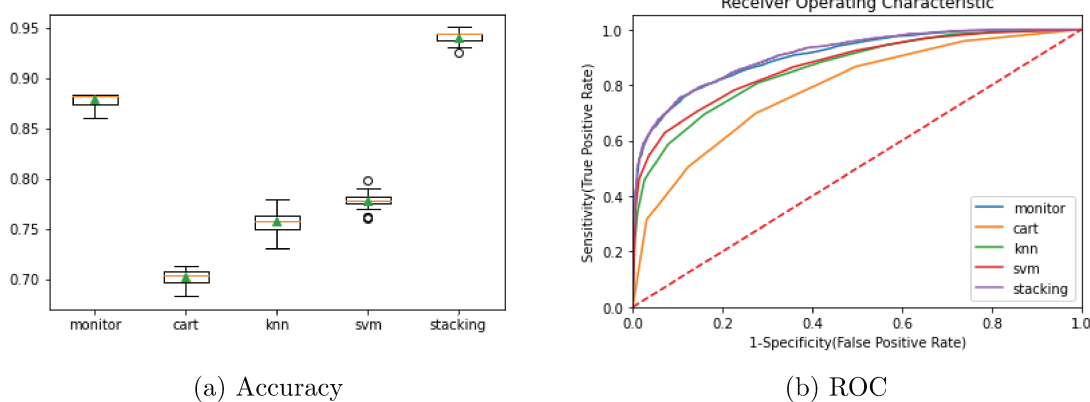 0.95
0.90
0.85
0.80
0.75
0.70
monitor cart knn svm stacking
(a) Accuracy
Receiver Operating Characteristic
Sensitivity(True Positive Rate)
1.0
0.8
0.6
0.4
0.2
0.0
monitor
cart
knn
svm
stacking
0.0 0.2 0.4 0.6 0.8 1.0
1-Specificity(False Positive Rate)
(b) ROC